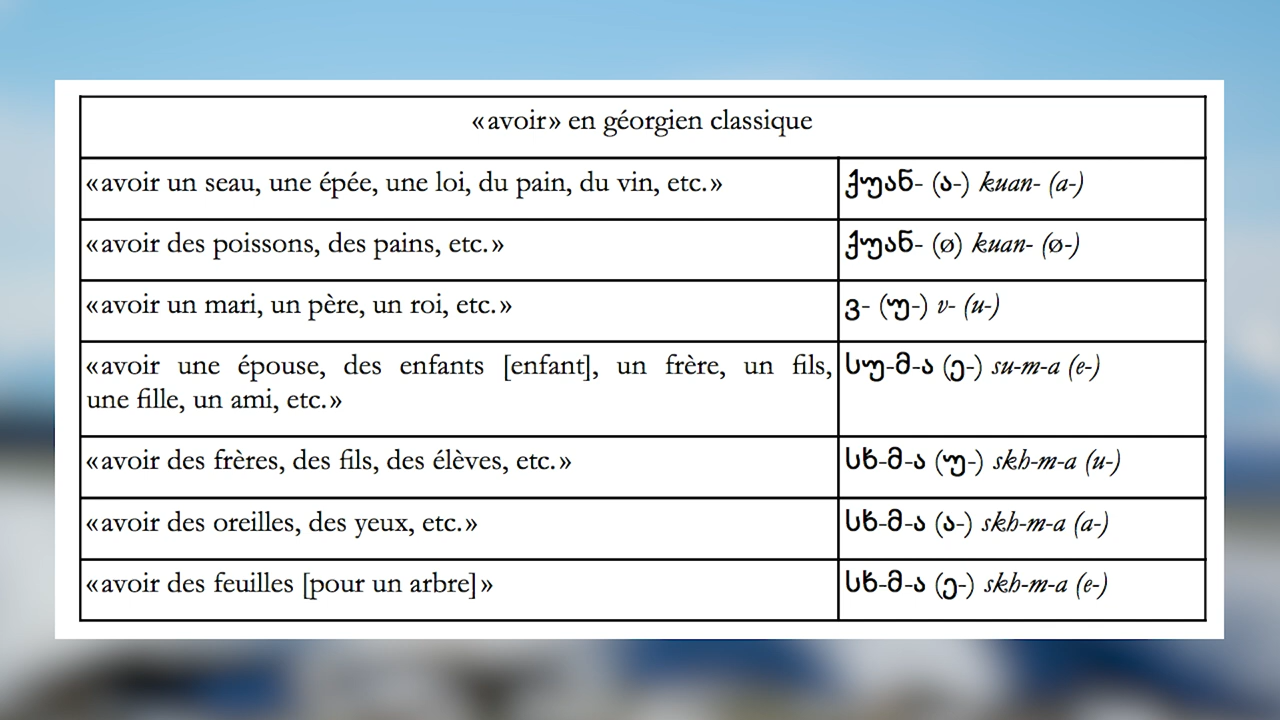 «avoir» en géorgien classique
«avoir un seau, une épée, une loi, du pain, du vin, etc.» ქუან- (ა-) kuan- (a-)
«avoir des poissons, des pains, etc.» ქუან- (ø) kuan- (ø-)
«avoir un mari, un père, un roi, etc.» ვ- (უ-) v- (u-)
«avoir une épouse, des enfants [enfant], un frère, un fils, სუ-მ-ა (ე-) su-m-a (e-)
une fille, un ami, etc.»
«avoir des frères, des fils, des élèves, etc.» სხ-მ-ა (უ-) skh-m-a (u-)
«avoir des oreilles, des yeux, etc.» სხ-მ-ა (ა-) skh-m-a (a-)
«avoir des feuilles [pour un arbre]» სხ-მ-ა (ე-) skh-m-a (e-)